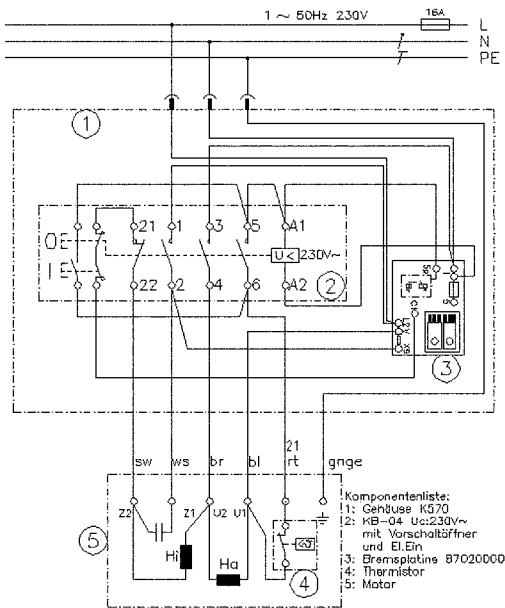 1 ~ 50Hz 230V
16A
L
N
PE
1
21
1
3
5
A1
0
I
U<
230V~
22
2
4
6
A2
2
3
sw
ws
br
bl
21
rt
gnge
Z2
Z1
U2
U1
5
Hi
Ha
4
Komponentenliste:
1: Gehäuse K570
2: KB-04 Uc:230V~
mit Vorschaltöffner
und El.Ein
3: Bremsplatine 87020000
4: Thermistor
5: Motor